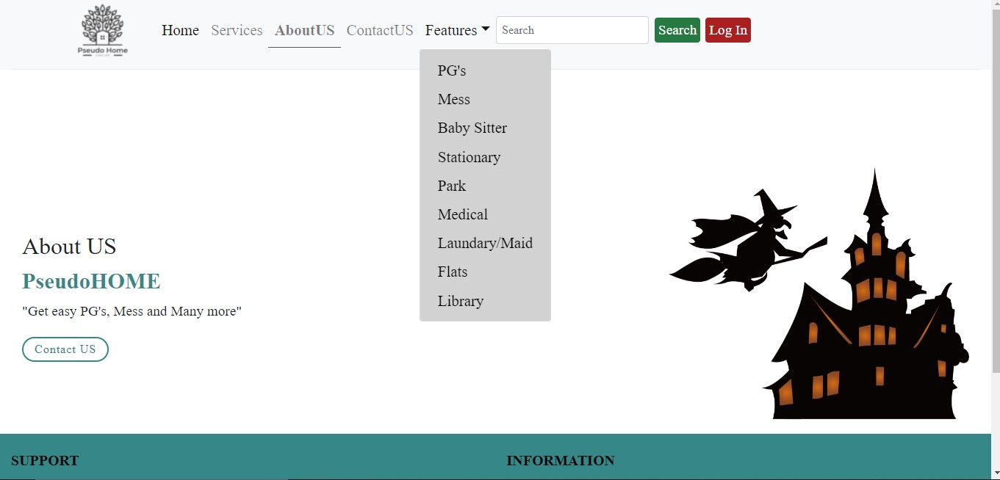 Pseudo Home
Home Services AboutUS ContactUS Features Search Search Log In
PG's
Mess
Baby Sitter
Stationary
Park
Medical
Laundary/Maid
Flats
Library
About US
PseudoHOME
"Get easy PG's, Mess and Many more"
Contact US
SUPPORT INFORMATION